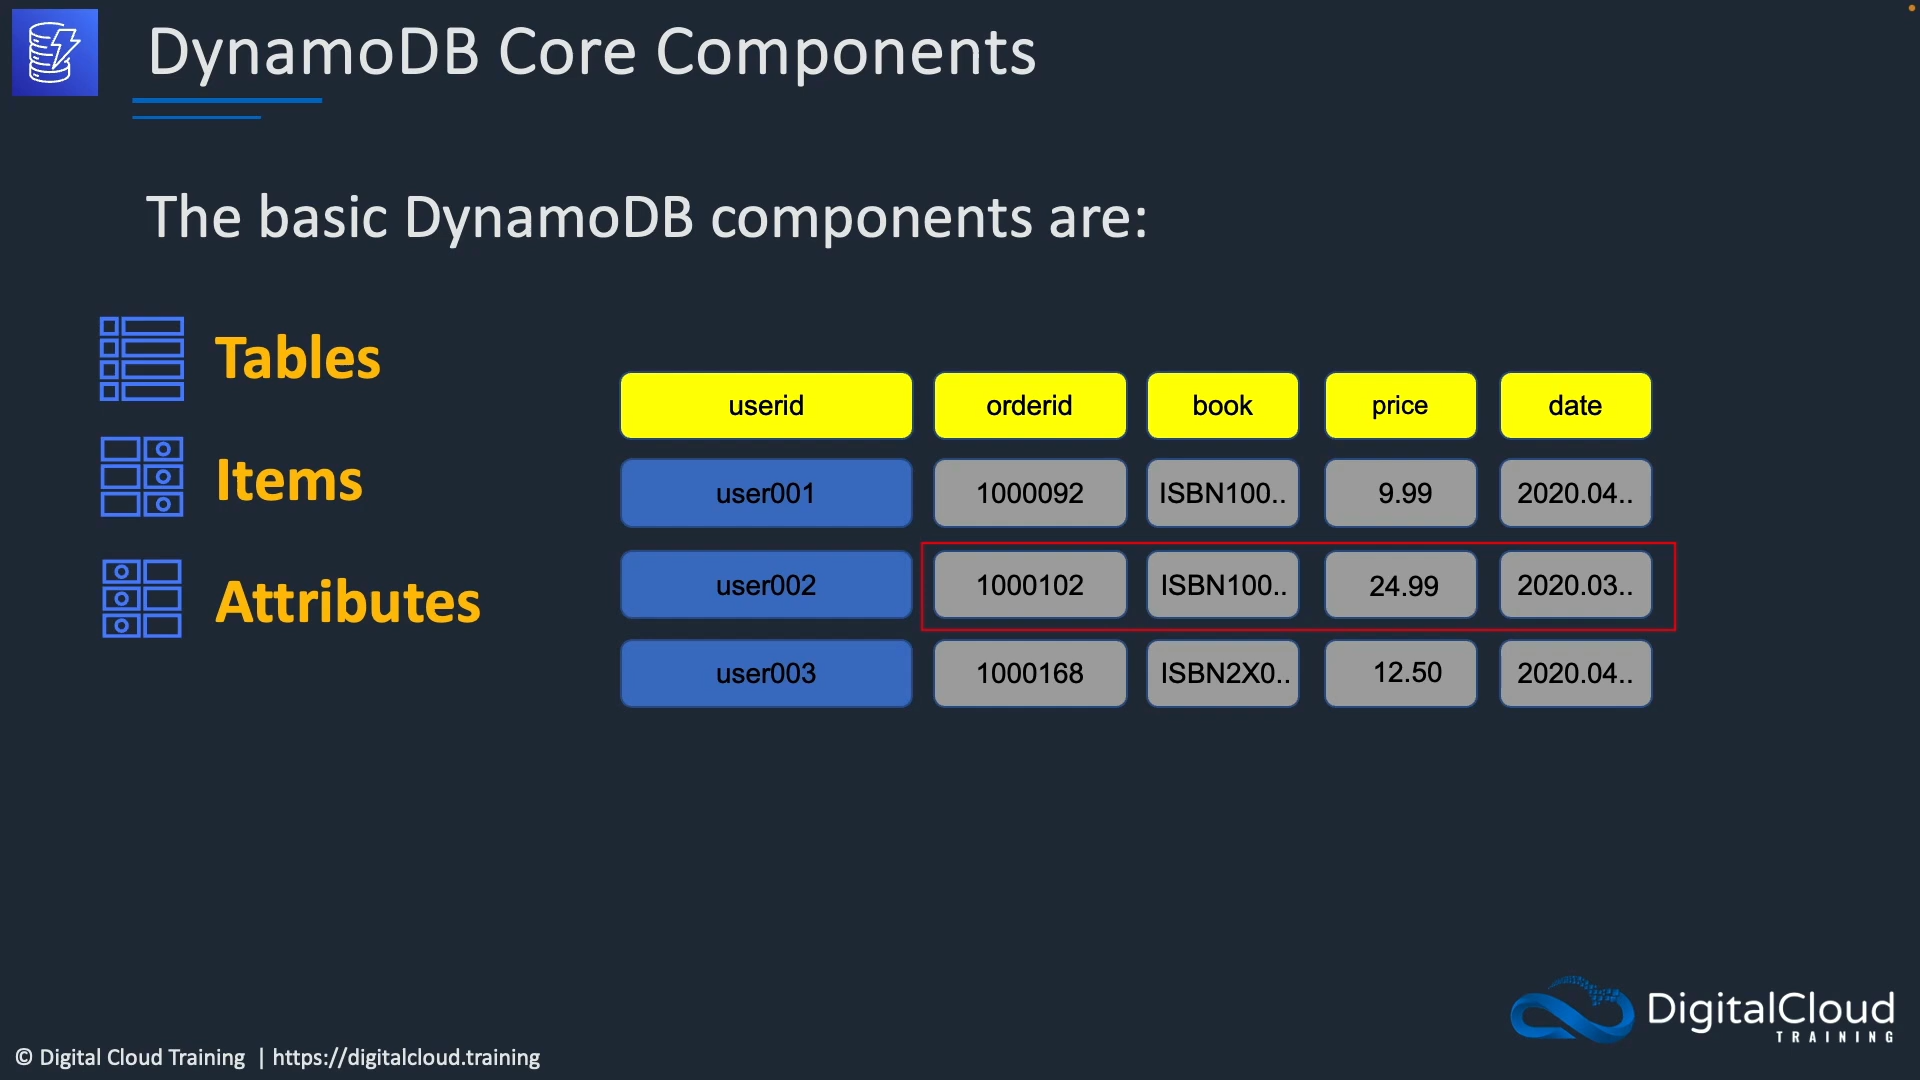 DynamoDB Core Components
The basic DynamoDB components are:
Tables
Items
Attributes
userid orderid book price date
user001 1000092 ISBN100.. 9.99 2020.04..
user002 1000102 ISBN100.. 24.99 2020.03..
user003 1000168 ISBN2X0.. 12.50 2020.04..
DigitalCloud
TRAINING
© Digital Cloud Training | https://digitalcloud.training